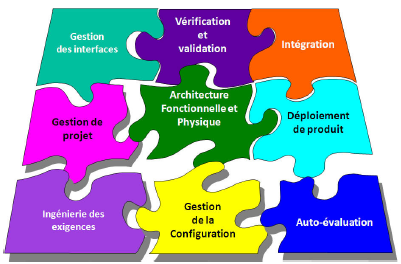 Gestion
des interfaces
Vérification
et
validation
Intégration
Gestion de
projet
Architecture
Fonctionnelle et
Physique
Déploiement
de produit
Ingénierie des
exigences
Gestion
de la
Configuration
Auto-évaluation